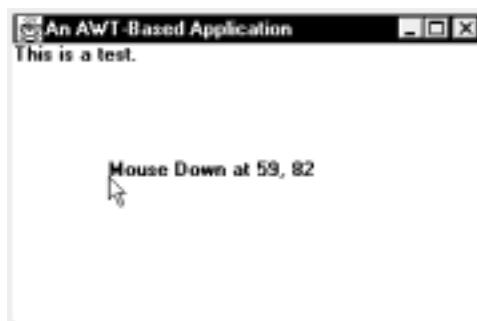 An AWT-Based Application
This is a test.
Mouse Down at 59, 82